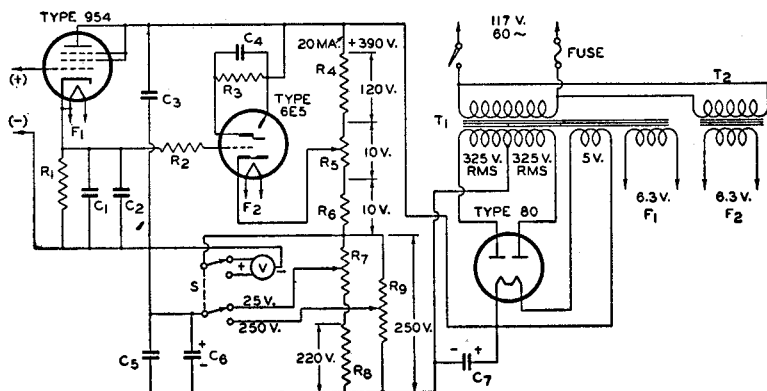 TYPE 954
(+)
(-)
F1
R1
C1
C2
C3
R2
C4
R3
TYPE
6E5
F2
20 MA.
+390 V.
R4
120 V.
R5
10 V.
R6
10 V.
S
+ V -
25 V.
250 V.
R7
R9
250 V.
220 V.
R8
C5
+
-
C6
- +
C7
117 V.
60 ~
FUSE
T1
T2
325 V.
RMS
325 V.
RMS
5 V.
6.3 V.
F1
6.3 V.
F2
TYPE 80